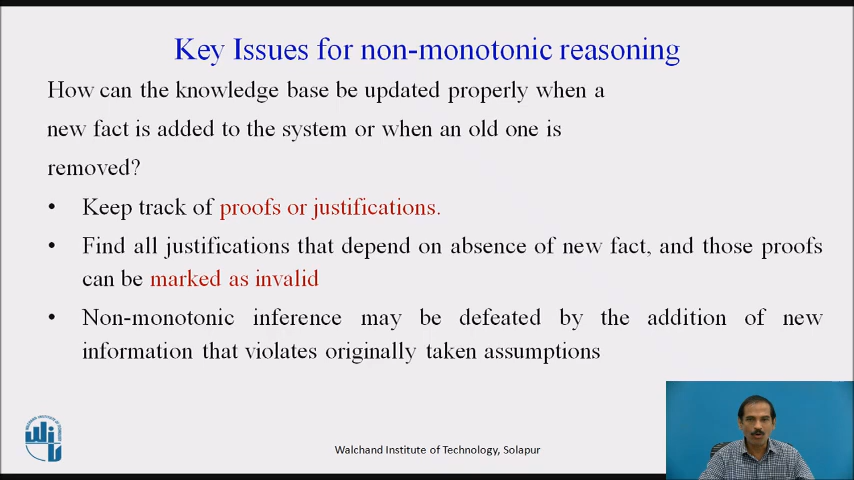 Key Issues for non-monotonic reasoning
How can the knowledge base be updated properly when a
new fact is added to the system or when an old one is
removed?
• Keep track of proofs or justifications.
• Find all justifications that depend on absence of new fact, and those proofs
can be marked as invalid
• Non-monotonic inference may be defeated by the addition of new
information that violates originally taken assumptions
Walchand Institute of Technology, Solapur